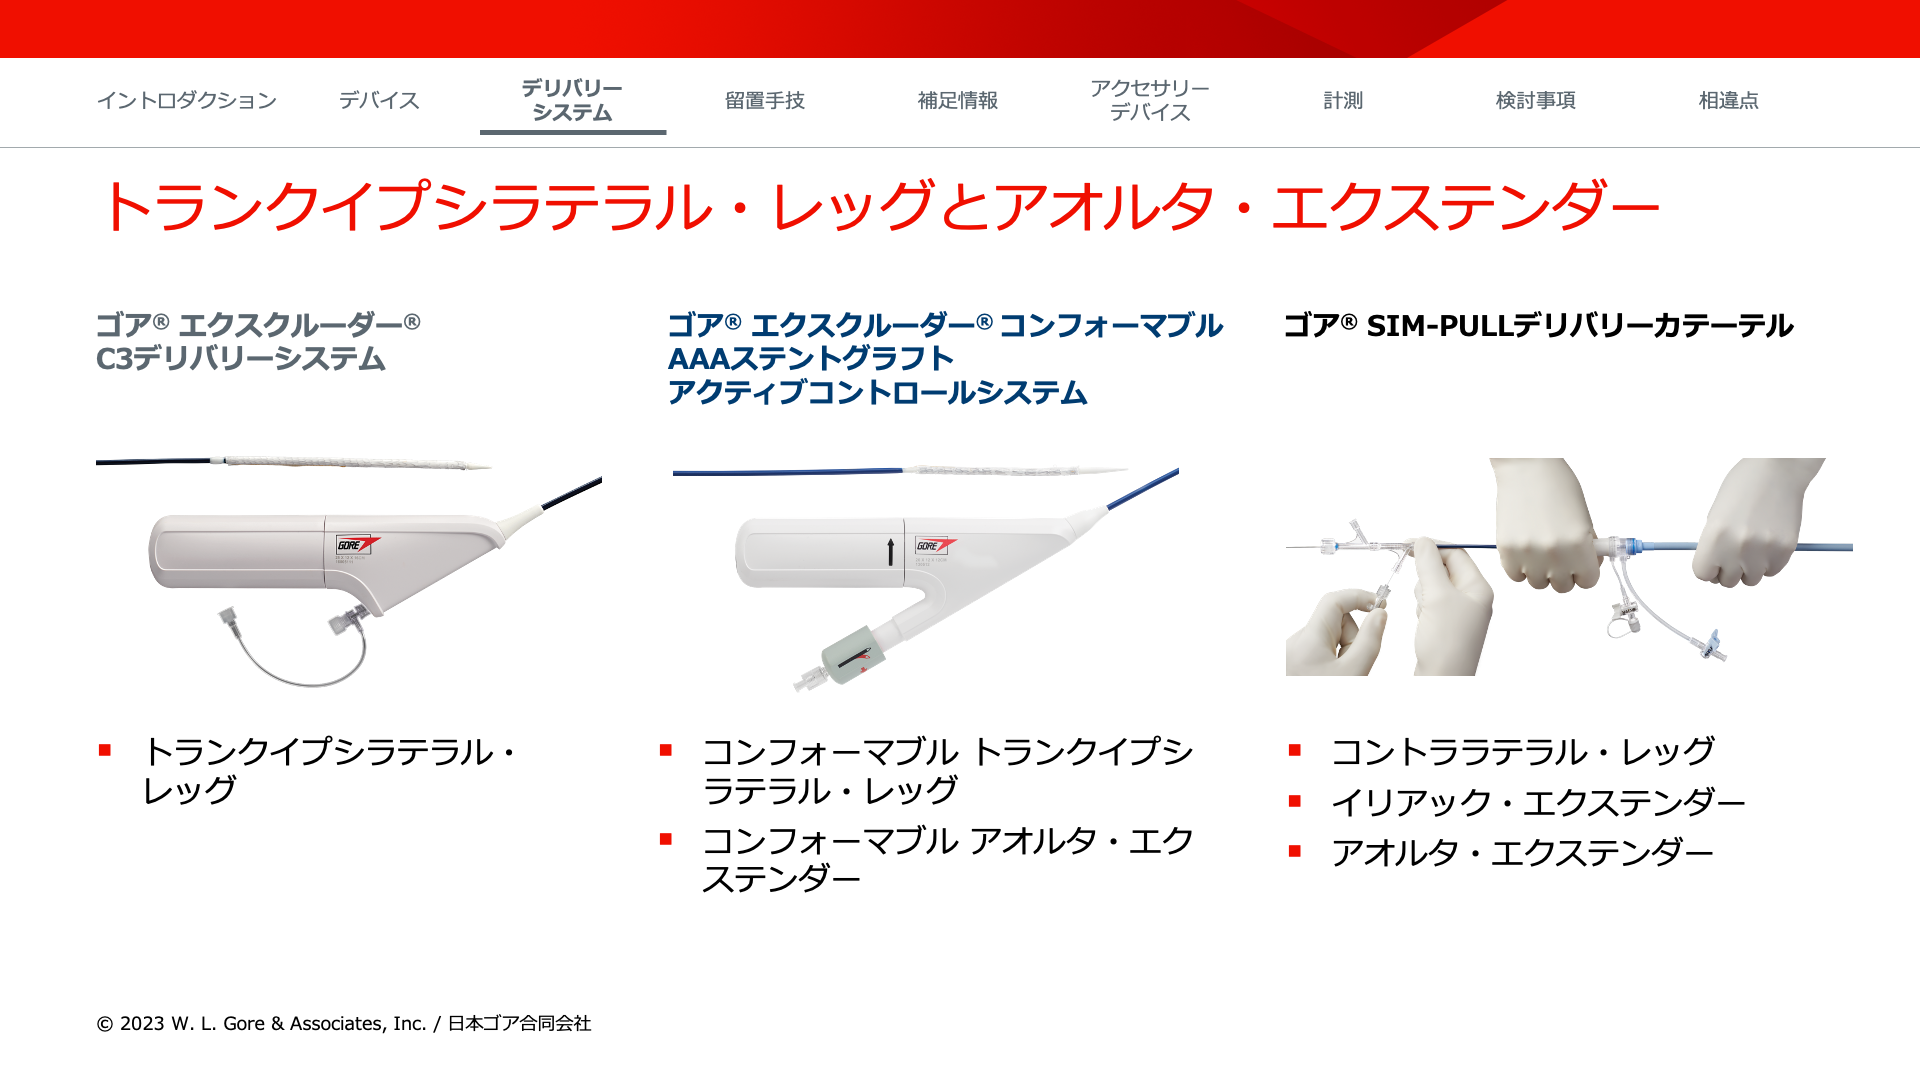 イントロダクション
デバイス
デリバリー
システム
留置手技
補足情報
アクセサリー
デバイス
計測
検討事項
相違点
トランクイプシラテラル・レッグとアオルタ・エクステンダー
ゴア® エクスクルーダー®
C3デリバリーシステム
ゴア® エクスクルーダー® コンフォーマブル
AAAステントグラフト
アクティブコントロールシステム
ゴア® SIM-PULLデリバリーカテーテル
GORE
GORE
トランクイプシラテラル・
レッグ
コンフォーマブル トランクイプシ
ラテラル・レッグ
コンフォーマブル アオルタ・エク
ステンダー
コントララテラル・レッグ
イリアック・エクステンダー
アオルタ・エクステンダー
© 2023 W. L. Gore & Associates, Inc. / 日本ゴア合同会社